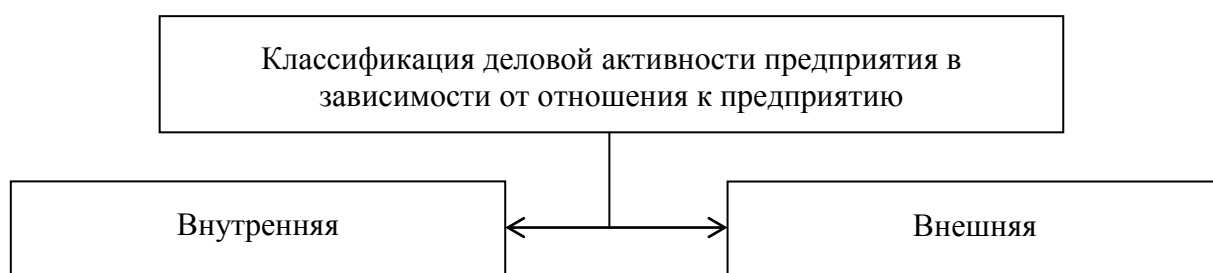 Классификация деловой активности предприятия в
зависимости от отношения к предприятию
Внутренняя
Внешняя